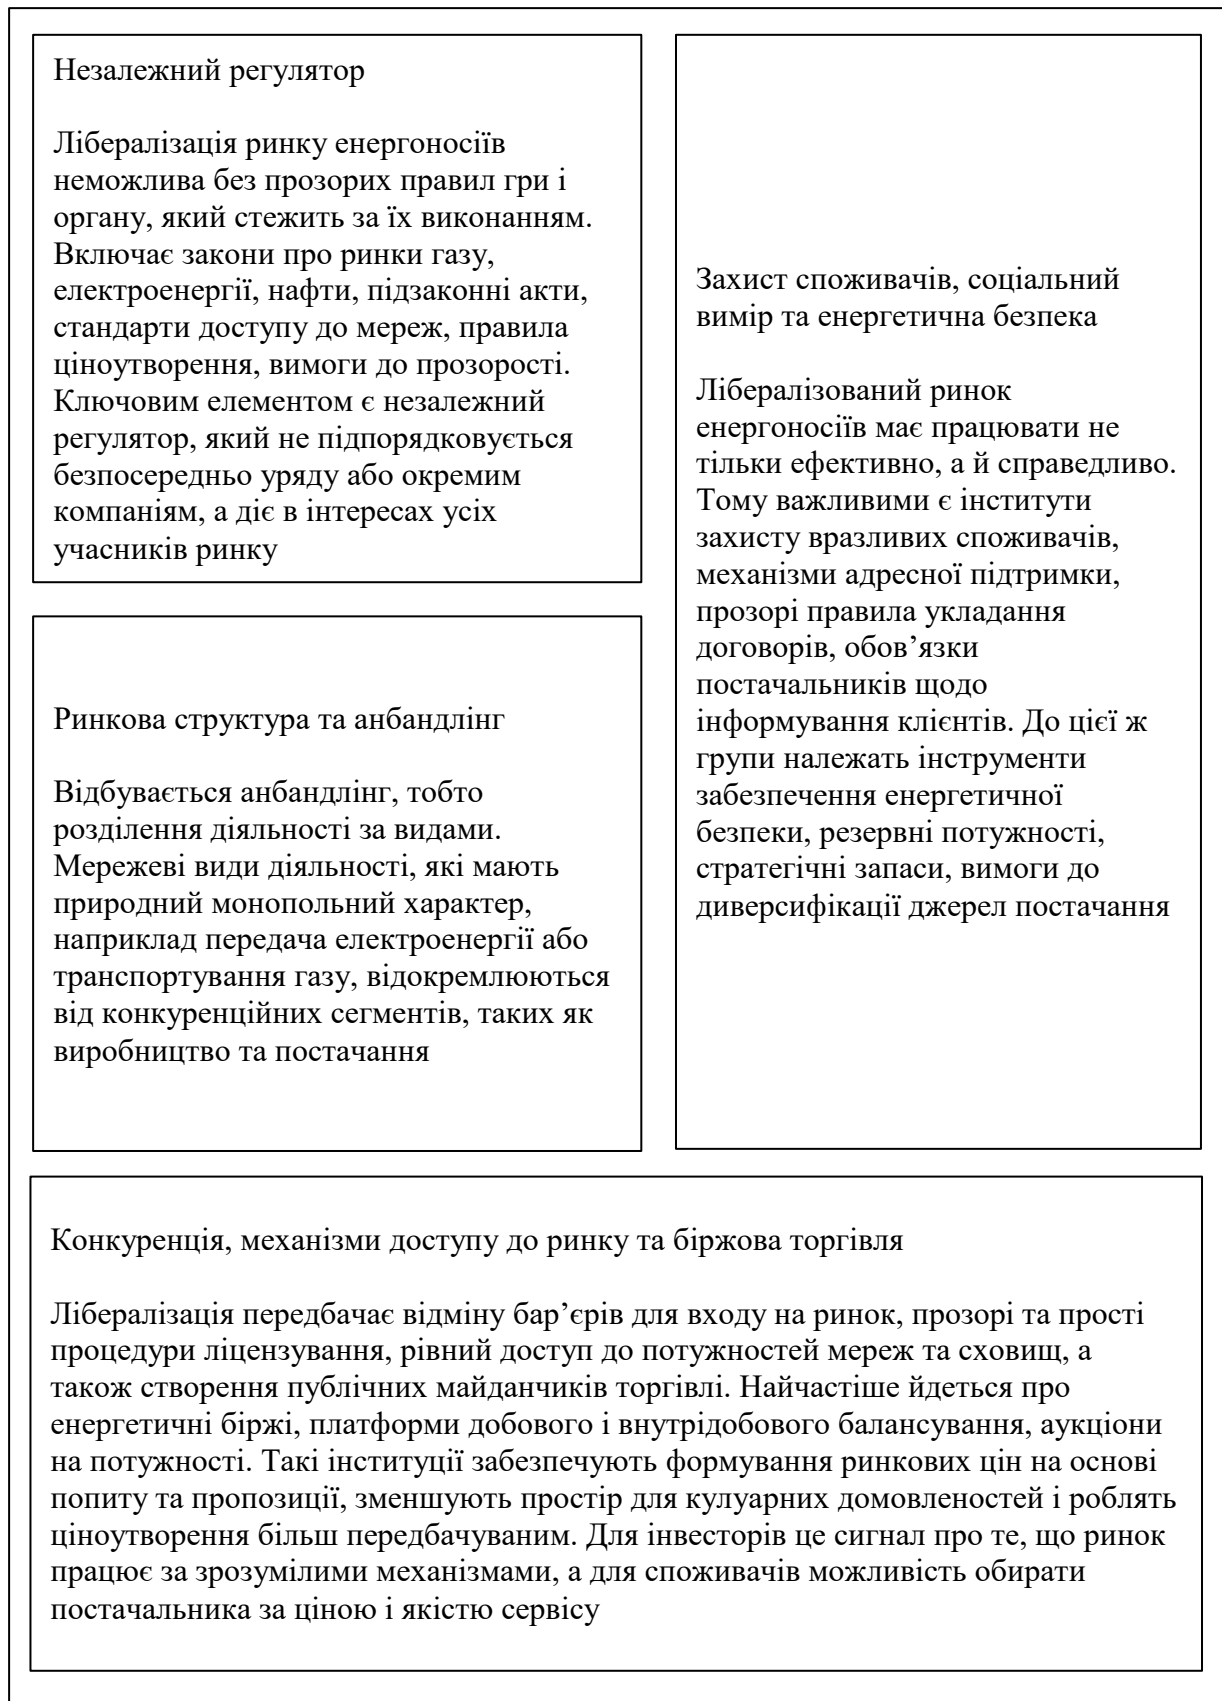 Незалежний регулятор
Лібералізація ринку енергоносіїв
неможлива без прозорих правил гри і
органу, який стежить за їх виконанням.
Включає закони про ринки газу,
електроенергії, нафти, підзаконні акти,
стандарти доступу до мереж, правила
ціноутворення, вимоги до прозорості.
Ключовим елементом є незалежний
регулятор, який не підпорядковується
безпосередньо уряду або окремим
компаніям, а діє в інтересах усіх
учасників ринку
Ринкова структура та анбандлінг
Відбувається анбандлінг, тобто
розділення діяльності за видами.
Мережеві види діяльності, які мають
природний монопольний характер,
наприклад передача електроенергії або
транспортування газу, відокремлюються
від конкуренційних сегментів, таких як
виробництво та постачання
Захист споживачів, соціальний
вимір та енергетична безпека
Лібералізований ринок
енергоносіїв має працювати не
тільки ефективно, а й справедливо.
Тому важливими є інститути
захисту вразливих споживачів,
механізми адресної підтримки,
прозорі правила укладання
договорів, обов’язки
постачальників щодо
інформування клієнтів. До цієї ж
групи належать інструменти
забезпечення енергетичної
безпеки, резервні потужності,
стратегічні запаси, вимоги до
диверсифікації джерел постачання
Конкуренція, механізми доступу до ринку та біржова торгівля
Лібералізація передбачає відміну бар’єрів для входу на ринок, прозорі та прості
процедури ліцензування, рівний доступ до потужностей мереж та сховищ, а
також створення публічних майданчиків торгівлі. Найчастіше йдеться про
енергетичні біржі, платформи добового і внутрідобового балансування, аукціони
на потужності. Такі інституції забезпечують формування ринкових цін на основі
попиту та пропозиції, зменшують простір для кулуарних домовленостей і роблять
ціноутворення більш передбачуваним. Для інвесторів це сигнал про те, що ринок
працює за зрозумілими механізмами, а для споживачів можливість обирати
постачальника за ціною і якістю сервісу